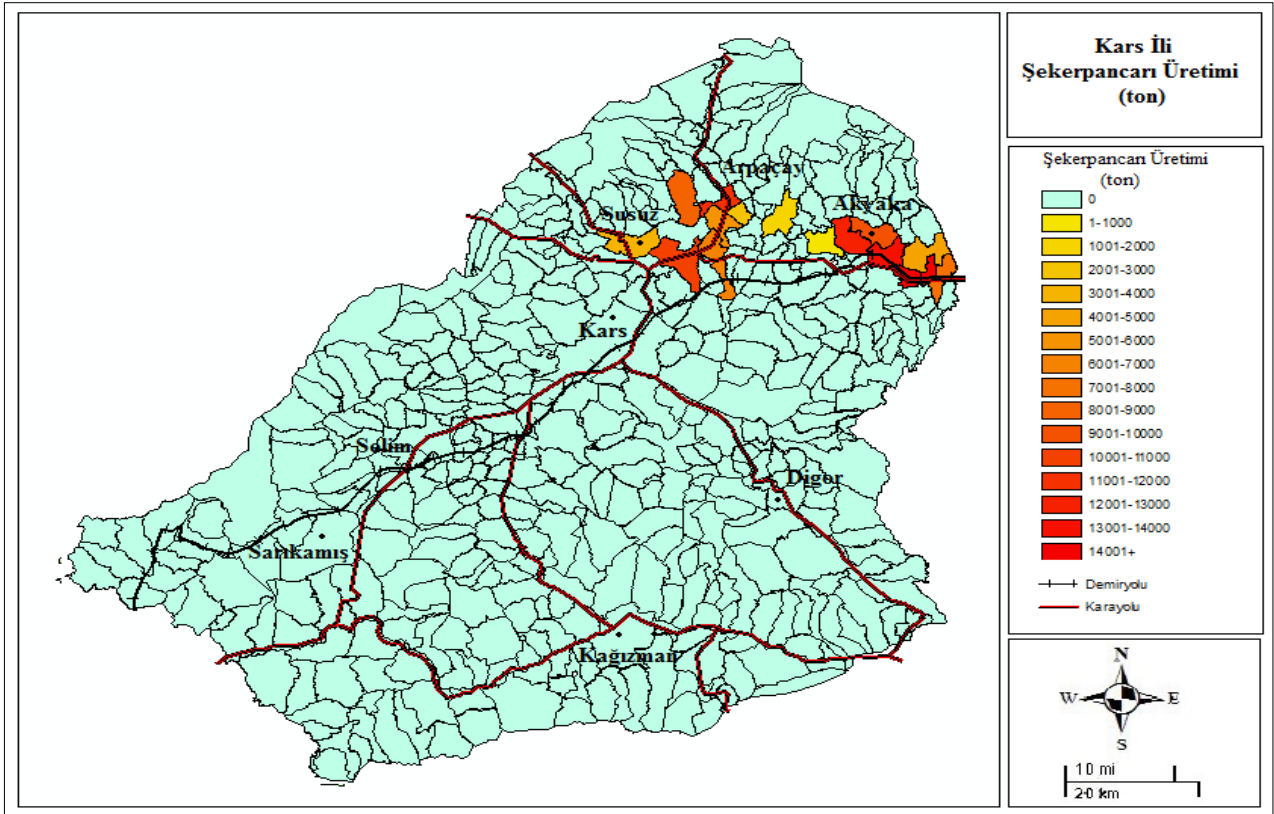 Kars İli
Şekerpancarı Üretimi
(ton)
Şekerpancarı Üretimi
(ton)
0
1-1000
1001-2000
2001-3000
3001-4000
4001-5000
5001-6000
6001-7000
7001-8000
8001-9000
9001-10000
10001-11000
11001-12000
12001-13000
13001-14000
14001+
Demiryolu
Karayolu
N
W E
S
10 mi
20 km
Arpaçay
Akyaka
Susuz
Kars
Selim
Digor
Sarıkamış
Kağızman